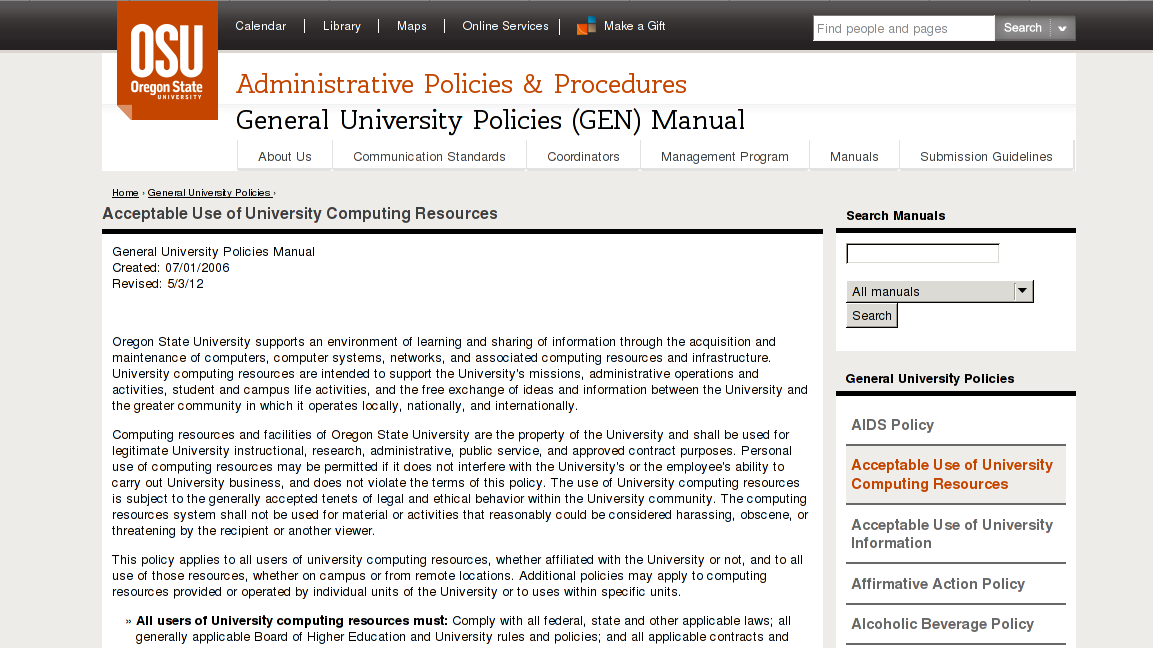 Calendar
Library
Maps
Online Services
Make a Gift
Find people and pages
Search
OSU
Oregon State
UNIVERSITY
Administrative Policies & Procedures
General University Policies (GEN) Manual
About Us
Communication Standards
Coordinators
Management Program
Manuals
Submission Guidelines
Home › General University Policies ›
Acceptable Use of University Computing Resources
General University Policies Manual
Created: 07/01/2006
Revised: 5/3/12
Oregon State University supports an environment of learning and sharing of information through the acquisition and
maintenance of computers, computer systems, networks, and associated computing resources and infrastructure.
University computing resources are intended to support the University's missions, administrative operations and
activities, student and campus life activities, and the free exchange of ideas and information between the University and
the greater community in which it operates locally, nationally, and internationally.
Computing resources and facilities of Oregon State University are the property of the University and shall be used for
legitimate University instructional, research, administrative, public service, and approved contract purposes. Personal
use of computing resources may be permitted if it does not interfere with the University's or the employee's ability to
carry out University business, and does not violate the terms of this policy. The use of University computing resources
is subject to the generally accepted tenets of legal and ethical behavior within the University community. The computing
resources system shall not be used for material or activities that reasonably could be considered harassing, obscene, or
threatening by the recipient or another viewer.
This policy applies to all users of university computing resources, whether affiliated with the University or not, and to all
use of those resources, whether on campus or from remote locations. Additional policies may apply to computing
resources provided or operated by individual units of the University or to uses within specific units.
» All users of University computing resources must: Comply with all federal, state and other applicable laws; all
generally applicable Board of Higher Education and University rules and policies; and all applicable contracts and
Search Manuals
All manuals
Search
General University Policies
AIDS Policy
Acceptable Use of University
Computing Resources
Acceptable Use of University
Information
Affirmative Action Policy
Alcoholic Beverage Policy